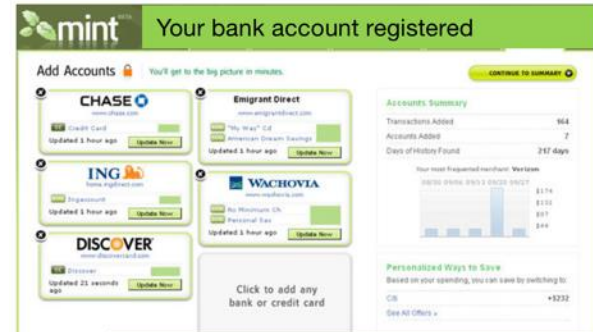 mint
BETA
Your bank account registered
Add Accounts
You'll get to the big picture in minutes.
CONTINUE TO SUMMARY
CHASE
www.chase.com
Credit Card
Updated 1 hour ago
Update Now
Emigrant Direct
www.emigrantdirect.com
"My Way" Cd
American Dream Savings
Updated 1 hour ago
Update Now
ING
home.ingdirect.com
Updated 1 hour ago
Update Now
WACHOVIA
www.wachovia.com
No Minimum Ch
Personal Sav
Updated 1 hour ago
Update Now
DISCOVER
www.discovercard.com
Discover
Updated 21 seconds
ago
Update Now
Click to add any
bank or credit card
Accounts Summary
Transactions Added 164
Accounts Added 7
Days of History Found 217 days
Your most frequented merchant: Verizon
$174
Personalized Ways to Save
Based on your spending, you can save by switching to:
Citi +$232
See All Offers »